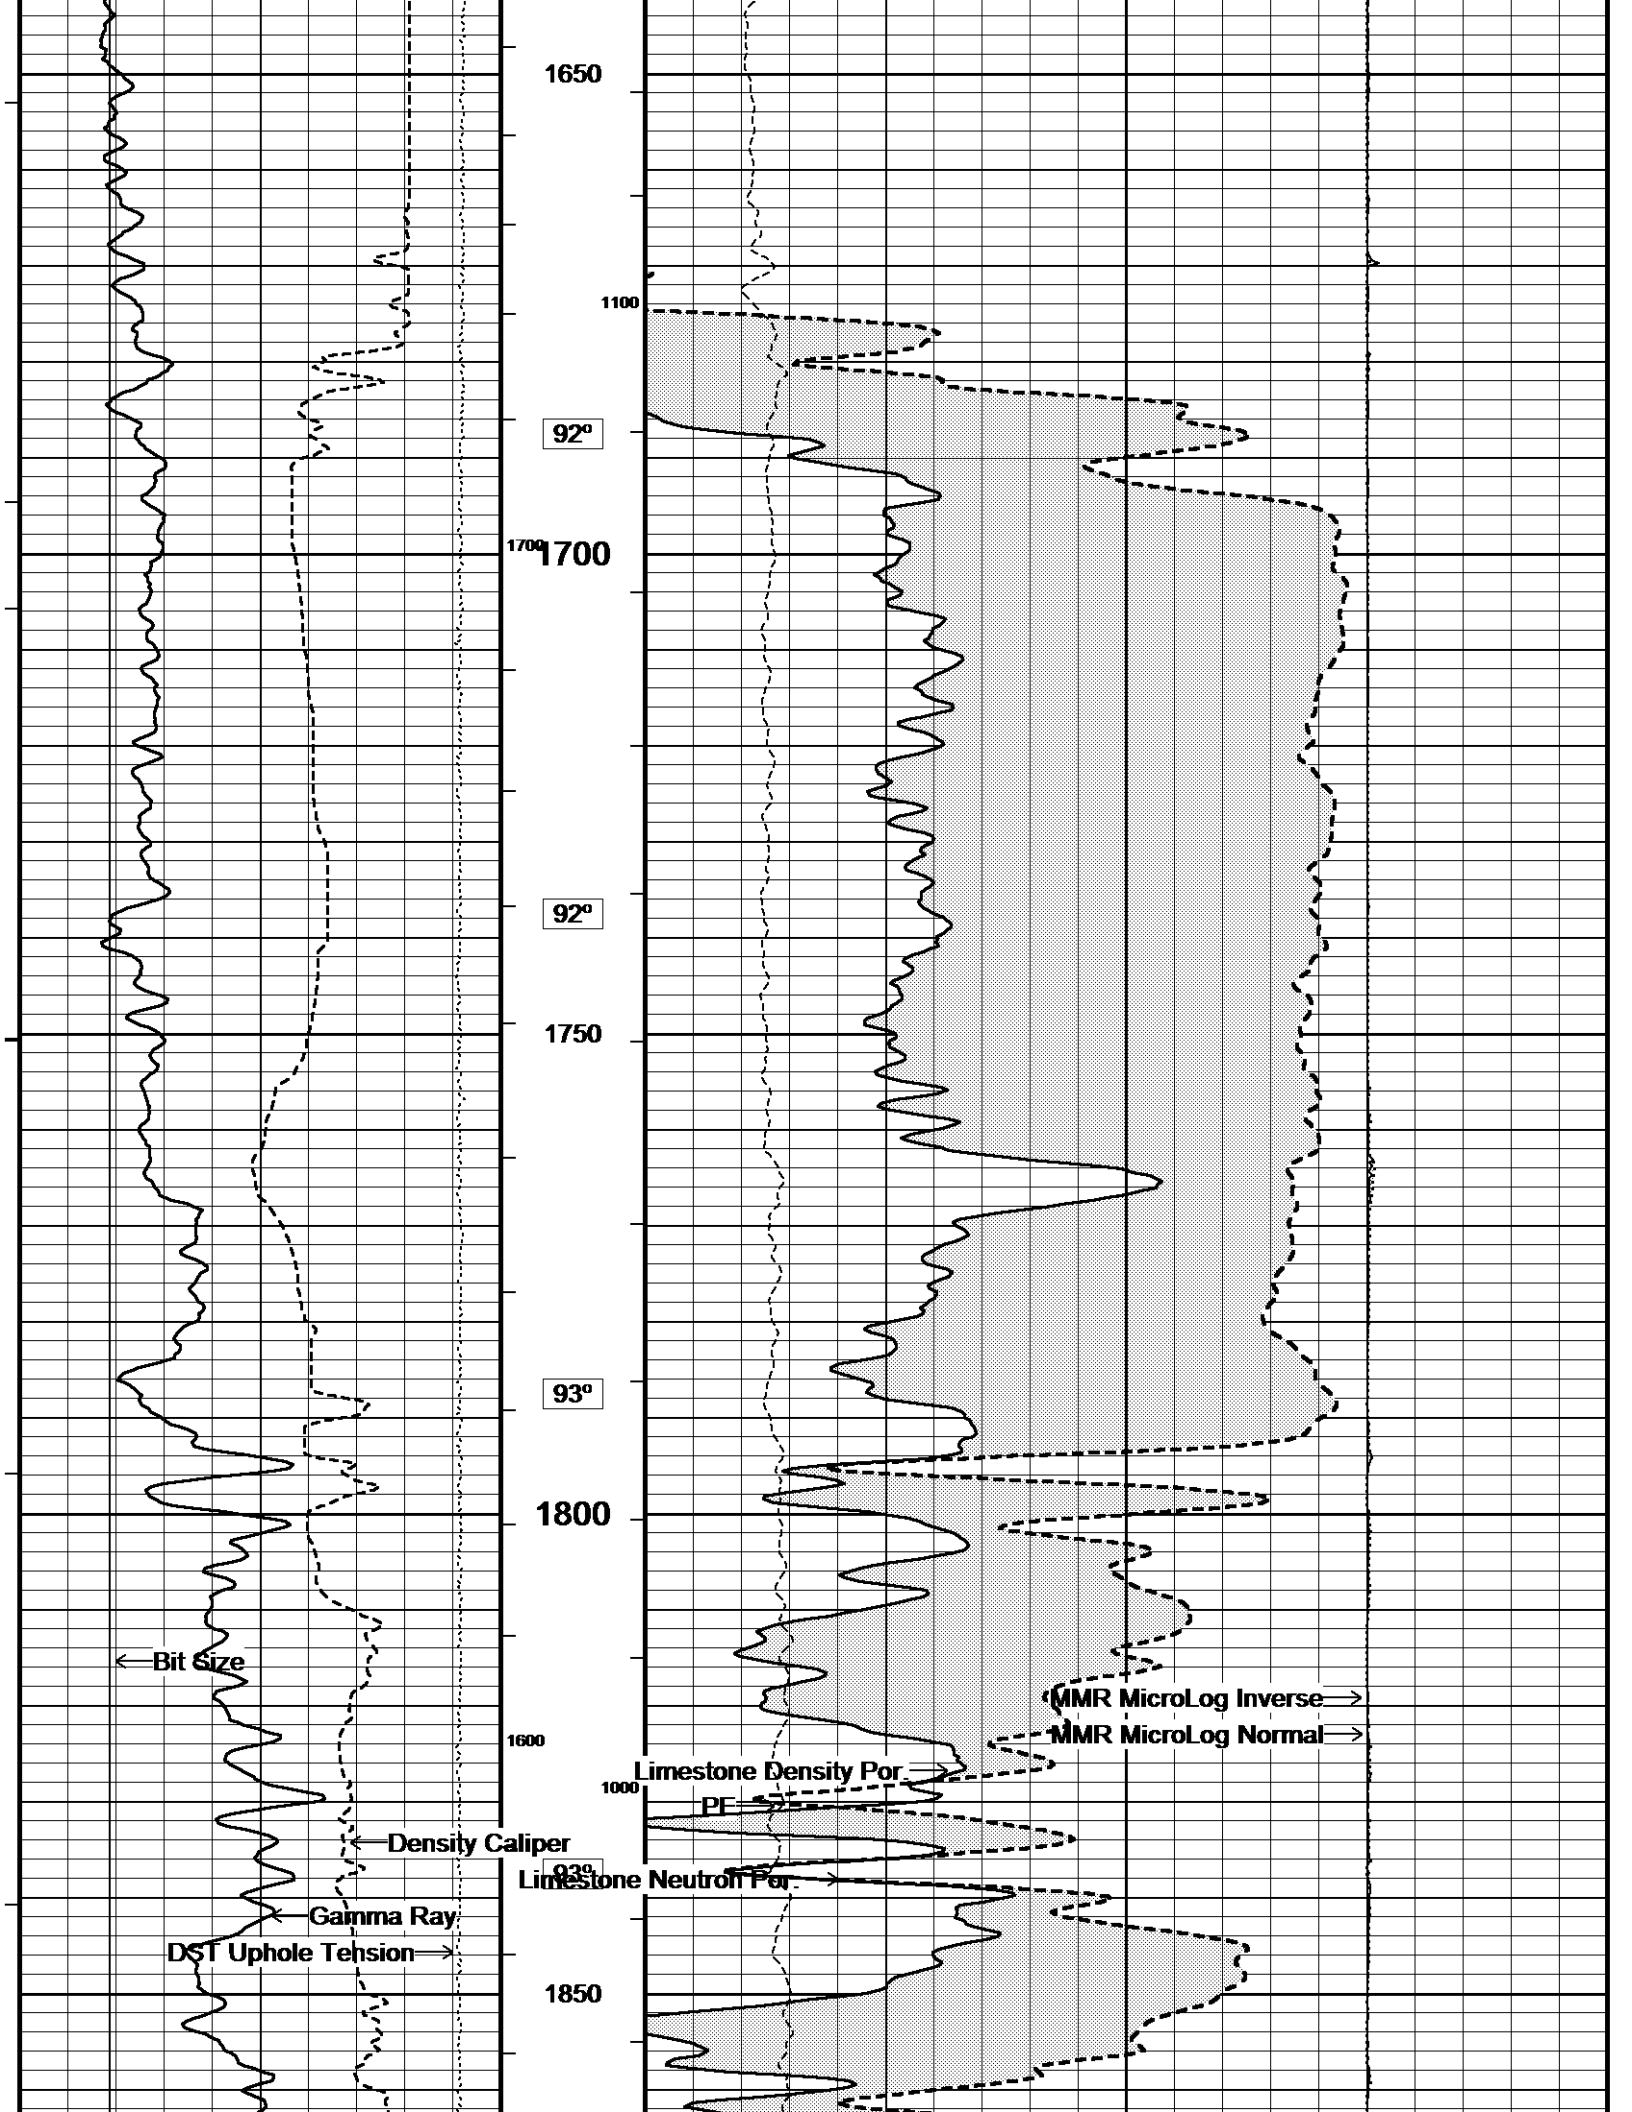 1650
1100
92º
1700
1700
92º
1750
93º
1800
Bit Size
MMR MicroLog Inverse
MMR MicroLog Normal
1600
Limestone Density Por.
1000
PE
Density Caliper
93º
Limestone Neutron Por.
Gamma Ray
DST Uphole Tension
1850